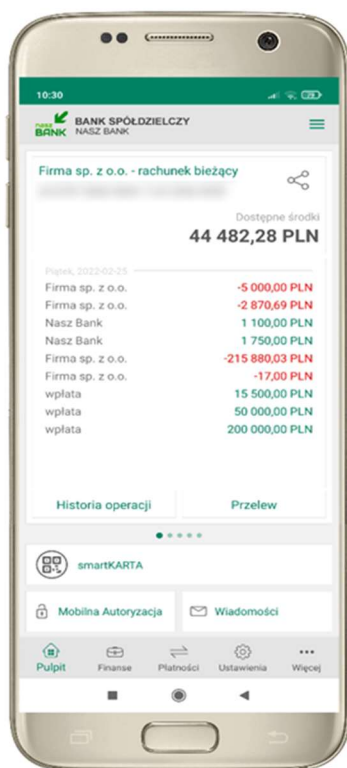 10:30
nasz BANK
BANK SPÓŁDZIELCZY
NASZ BANK
Firma sp. z o.o. - rachunek bieżący
Dostępne środki
44 482,28 PLN
Piątek, 2022-02-25
Firma sp. z o.o. -5 000,00 PLN
Firma sp. z o.o. -2 870,69 PLN
Nasz Bank 1 100,00 PLN
Nasz Bank 1 750,00 PLN
Firma sp. z o.o. -215 880,03 PLN
Firma sp. z o.o. -17,00 PLN
wpłata 15 500,00 PLN
wpłata 50 000,00 PLN
wpłata 200 000,00 PLN
Historia operacji Przelew
smartKARTA
Mobilna Autoryzacja Wiadomości
Pulpit Finanse Płatności Ustawienia Więcej